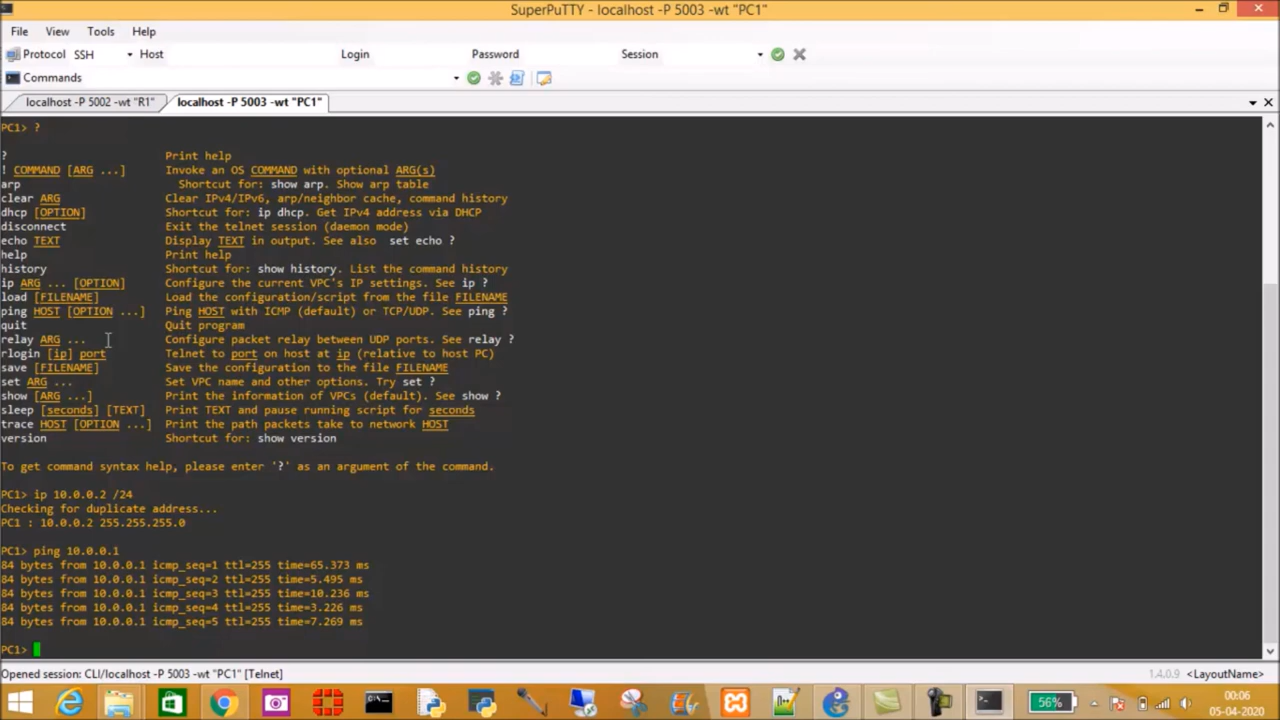 SuperPuTTY - localhost -P 5003 -wt "PC1"
File View Tools Help
Protocol SSH Host Login Password Session
Commands
localhost -P 5002 -wt "R1" localhost -P 5003 -wt "PC1"
PC1> ?
? Print help
! COMMAND [ARG ...] Invoke an OS COMMAND with optional ARG(s)
arp Shortcut for: show arp. Show arp table
clear ARG Clear IPv4/IPv6, arp/neighbor cache, command history
dhcp [OPTION] Shortcut for: ip dhcp. Get IPv4 address via DHCP
disconnect Exit the telnet session (daemon mode)
echo TEXT Display TEXT in output. See also set echo ?
help Print help
history Shortcut for: show history. List the command history
ip ARG ... [OPTION] Configure the current VPC's IP settings. See ip ?
load [FILENAME] Load the configuration/script from the file FILENAME
ping HOST [OPTION ...] Ping HOST with ICMP (default) or TCP/UDP. See ping ?
quit Quit program
relay ARG ... Configure packet relay between UDP ports. See relay ?
rlogin [ip] port Telnet to port on host at ip (relative to host PC)
save [FILENAME] Save the configuration to the file FILENAME
set ARG ... Set VPC name and other options. Try set ?
show [ARG ...] Print the information of VPCs (default). See show ?
sleep [seconds] [TEXT] Print TEXT and pause running script for seconds
trace HOST [OPTION ...] Print the path packets take to network HOST
version Shortcut for: show version
To get command syntax help, please enter '?' as an argument of the command.
PC1> ip 10.0.0.2 /24
Checking for duplicate address...
PC1 : 10.0.0.2 255.255.255.0
PC1> ping 10.0.0.1
84 bytes from 10.0.0.1 icmp_seq=1 ttl=255 time=65.373 ms
84 bytes from 10.0.0.1 icmp_seq=2 ttl=255 time=5.495 ms
84 bytes from 10.0.0.1 icmp_seq=3 ttl=255 time=10.236 ms
84 bytes from 10.0.0.1 icmp_seq=4 ttl=255 time=3.226 ms
84 bytes from 10.0.0.1 icmp_seq=5 ttl=255 time=7.269 ms
PC1>
Opened session: CLI/localhost -P 5003 -wt "PC1" [Telnet] 1.4.0.9 <LayoutName>
56% 00:06
05-04-2020